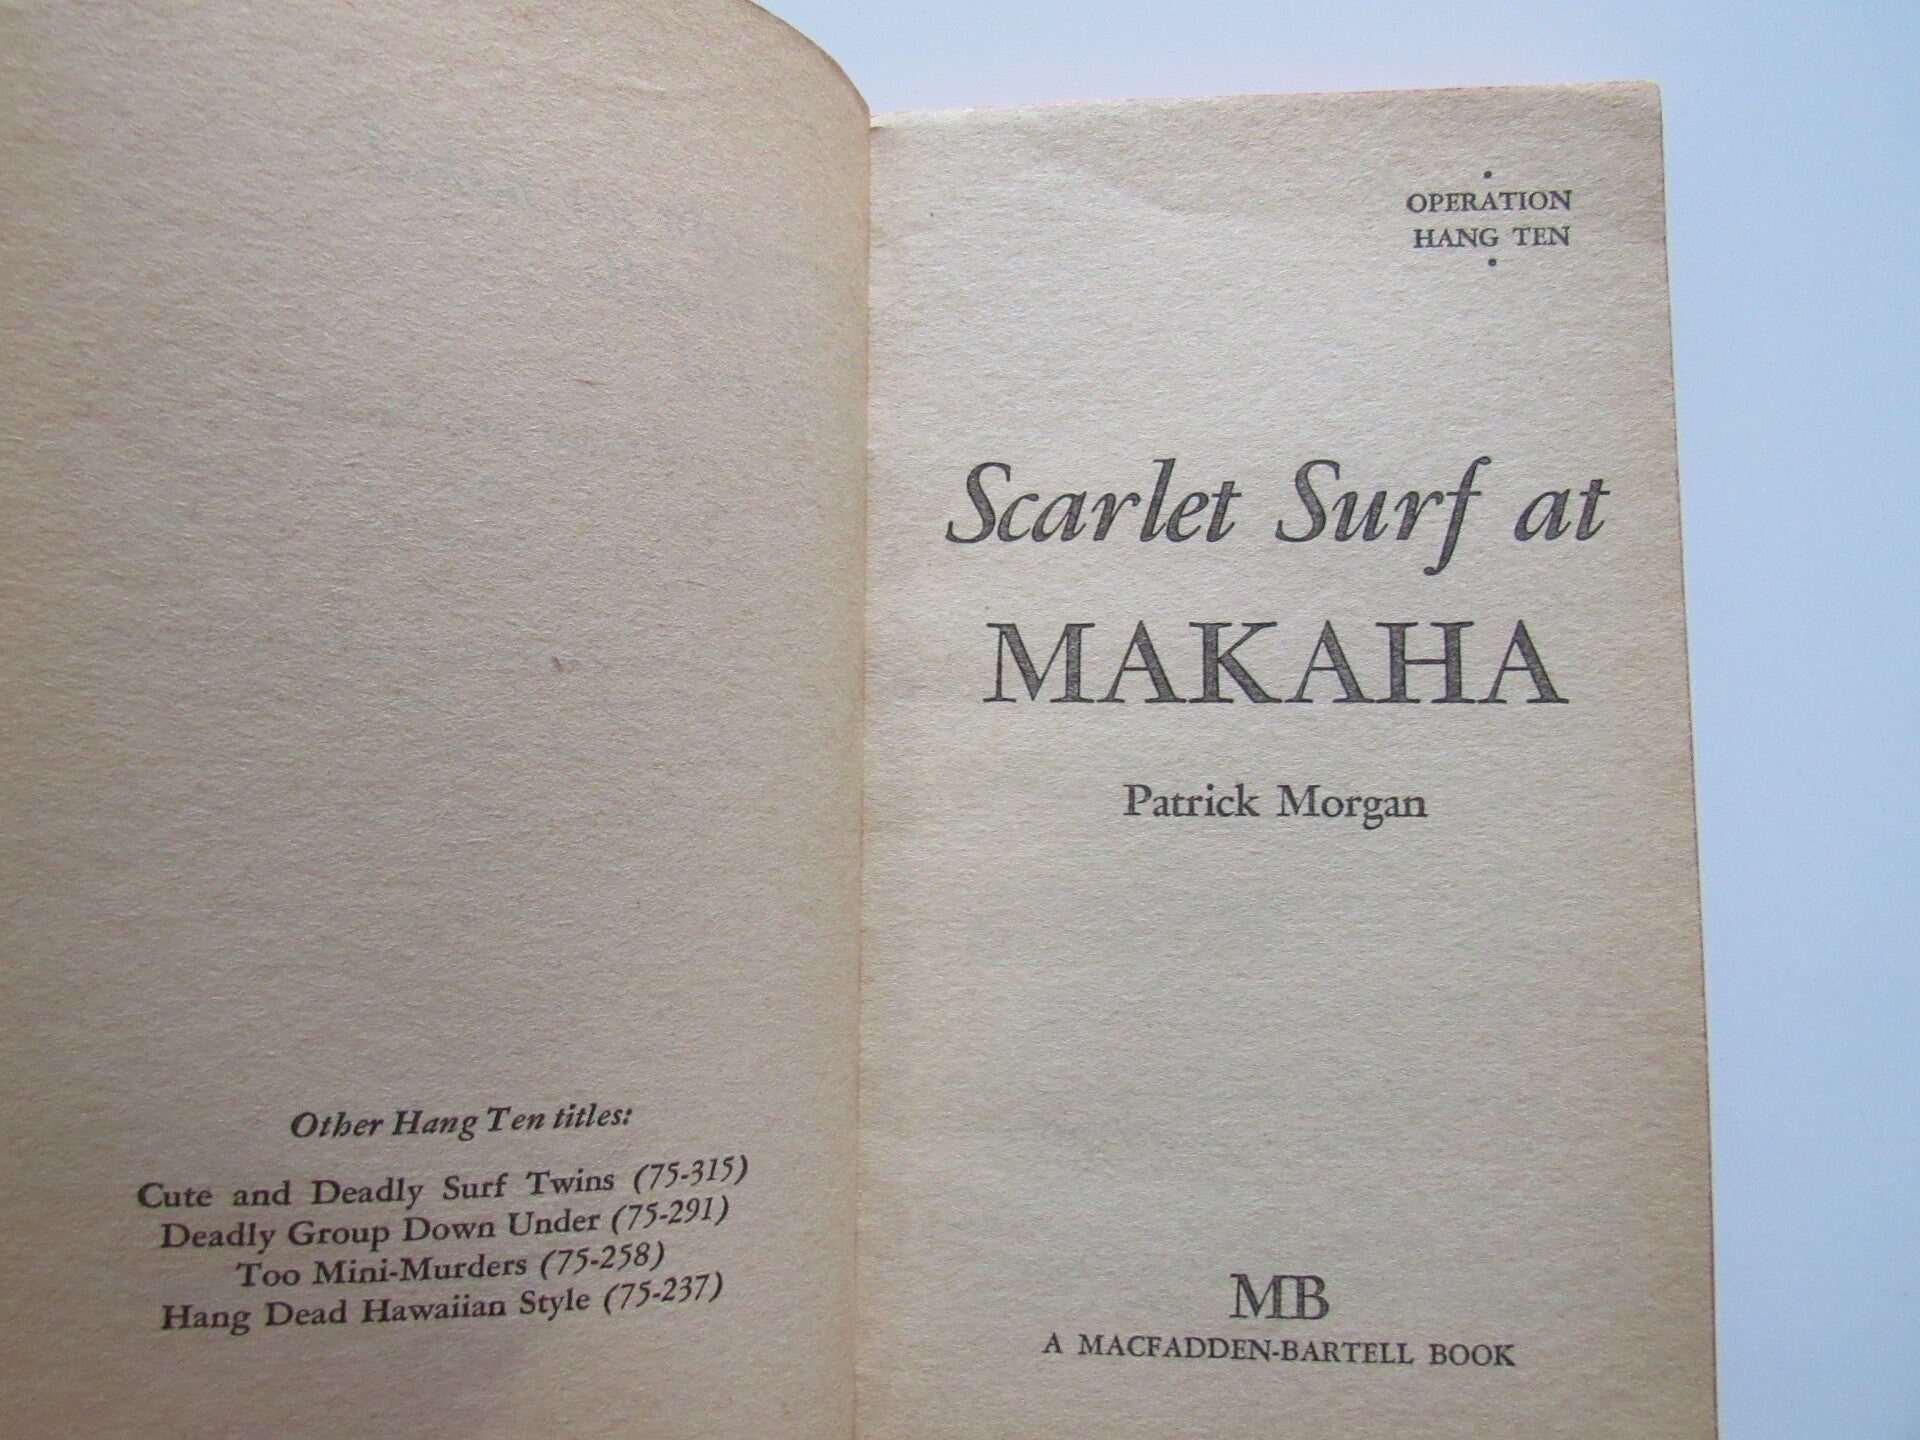 Other Hang Ten titles:
Cute and Deadly Surf Twins (75-315)
Deadly Group Down Under (75-291)
Too Mini-Murders (75-258)
Hang Dead Hawaiian Style (75-237)
OPERATION
HANG TEN
Scarlet Surf at
MAKAHA
Patrick Morgan
MB
A MACFADDEN-BARTELL BOOK